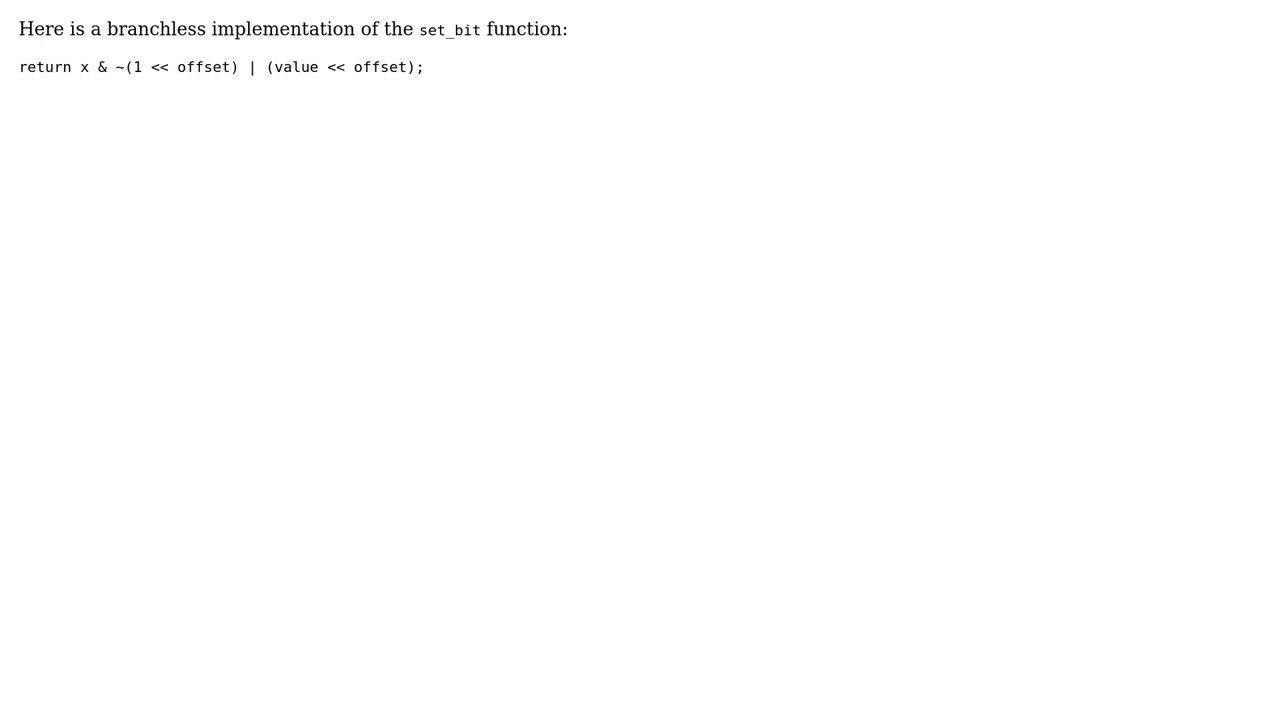 Here is a branchless implementation of the set_bit function:
return x & ~(1 << offset) | (value << offset);